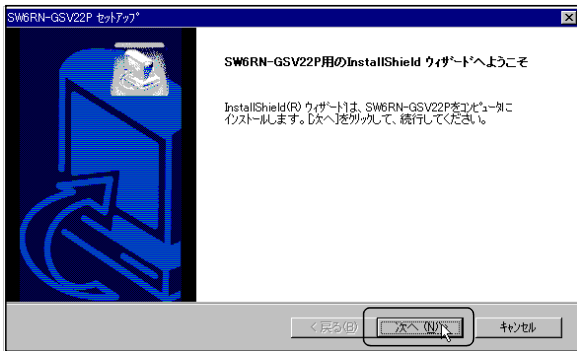 SW6RN-GSV22P ｾｯﾄｱｯﾌﾟ
SW6RN-GSV22P用のInstallShield ｳｨｻﾞｰﾄﾞへようこそ
InstallShield(R) ｳｨｻﾞｰﾄﾞは、SW6RN-GSV22Pをｺﾝﾋﾟｭｰﾀに
ｲﾝｽﾄｰﾙします。[次へ]をｸﾘｯｸして、続行してください。
< 戻る(B)
次へ (N) >
ｷｬﾝｾﾙ